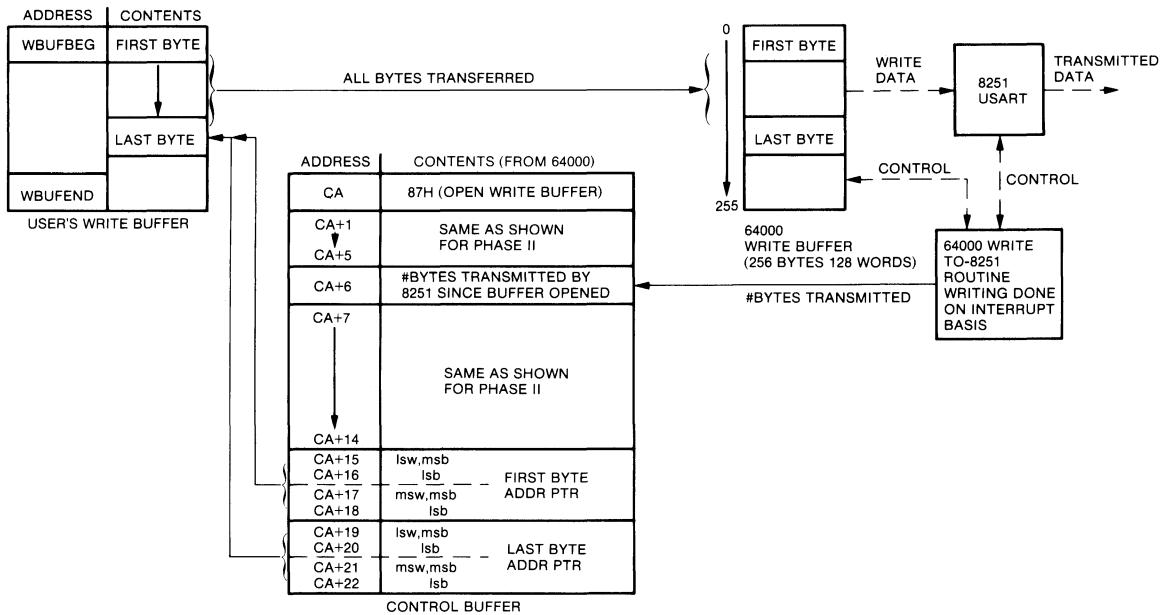 ADDRESS CONTENTS
WBUFBEG FIRST BYTE
LAST BYTE
WBUFEND
USER'S WRITE BUFFER
ALL BYTES TRANSFERRED
0
FIRST BYTE
LAST BYTE
255
64000
WRITE BUFFER
(256 BYTES 128 WORDS)
WRITE
DATA
8251
USART
TRANSMITTED
DATA
CONTROL
CONTROL
64000 WRITE
TO-8251
ROUTINE
WRITING DONE
ON INTERRUPT
BASIS
#BYTES TRANSMITTED
ADDRESS CONTENTS (FROM 64000)
CA 87H (OPEN WRITE BUFFER)
CA+1
CA+5
SAME AS SHOWN
FOR PHASE II
CA+6
#BYTES TRANSMITTED BY
8251 SINCE BUFFER OPENED
CA+7
SAME AS SHOWN
FOR PHASE II
CA+14
CA+15 lsw,msb
CA+16 lsb
CA+17 msw,msb
CA+18 lsb
FIRST BYTE
ADDR PTR
CA+19 lsw,msb
CA+20 lsb
CA+21 msw,msb
CA+22 lsb
LAST BYTE
ADDR PTR
CONTROL BUFFER